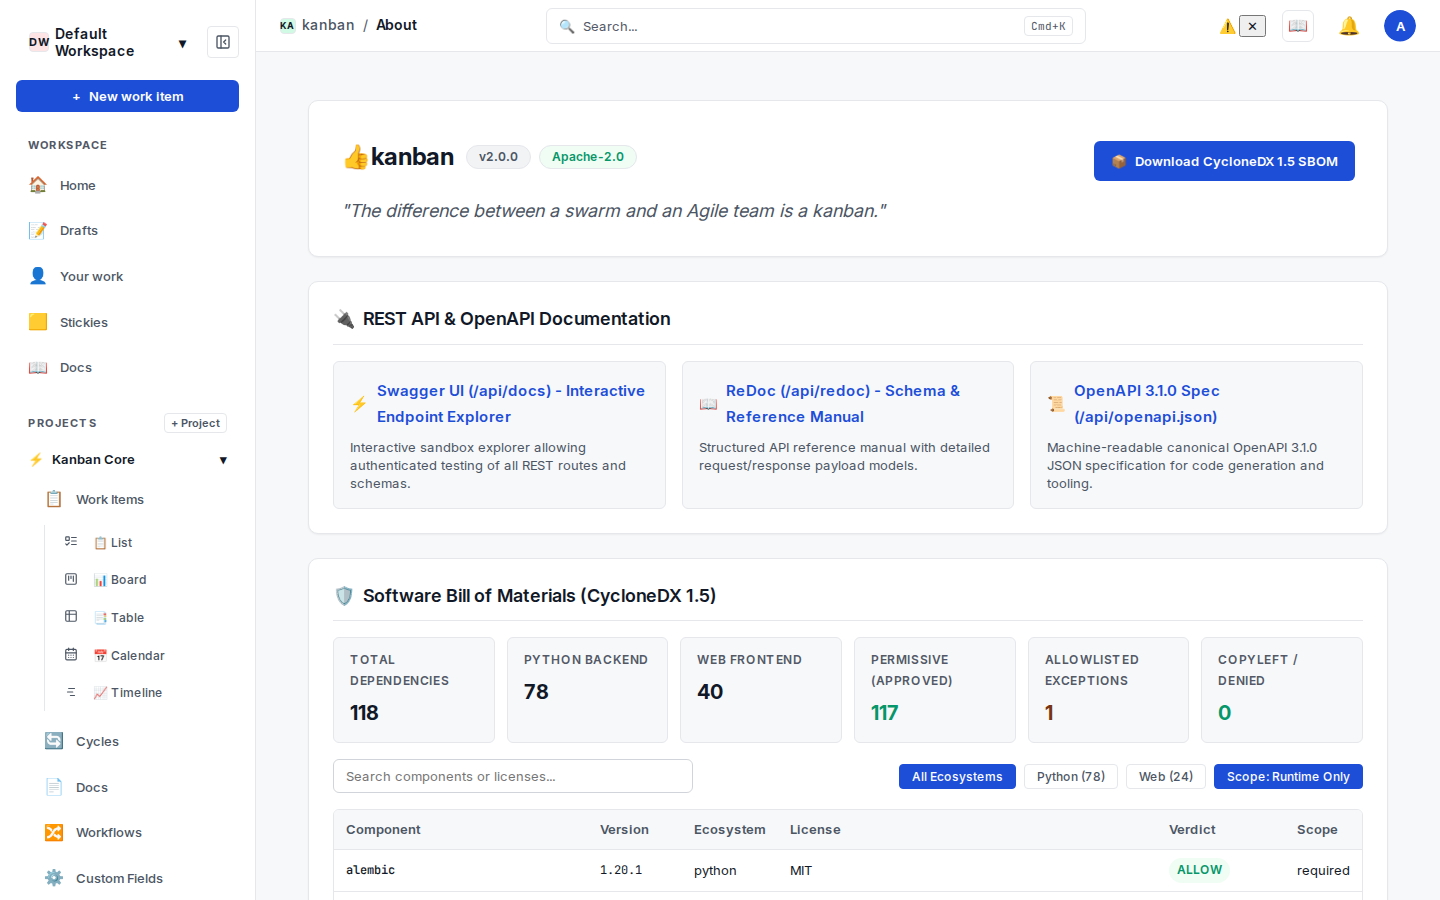 DW Default Workspace ▾
+ New work item
WORKSPACE
Home
Drafts
Your work
Stickies
Docs
PROJECTS + Project
Kanban Core ▾
Work Items
List
Board
Table
Calendar
Timeline
Cycles
Docs
Workflows
Custom Fields
KA kanban / About
Search... Cmd+K
✕
A
kanban v2.0.0 Apache-2.0
Download CycloneDX 1.5 SBOM
"The difference between a swarm and an Agile team is a kanban."
REST API & OpenAPI Documentation
Swagger UI (/api/docs) - Interactive
Endpoint Explorer
Interactive sandbox explorer allowing
authenticated testing of all REST routes and
schemas.
ReDoc (/api/redoc) - Schema &
Reference Manual
Structured API reference manual with detailed
request/response payload models.
OpenAPI 3.1.0 Spec
(/api/openapi.json)
Machine-readable canonical OpenAPI 3.1.0
JSON specification for code generation and
tooling.
Software Bill of Materials (CycloneDX 1.5)
TOTAL
DEPENDENCIES
118
PYTHON BACKEND
78
WEB FRONTEND
40
PERMISSIVE
(APPROVED)
117
ALLOWLISTED
EXCEPTIONS
1
COPYLEFT /
DENIED
0
Search components or licenses...
All Ecosystems Python (78) Web (24) Scope: Runtime Only
Component Version Ecosystem License Verdict Scope
alembic 1.20.1 python MIT ALLOW required